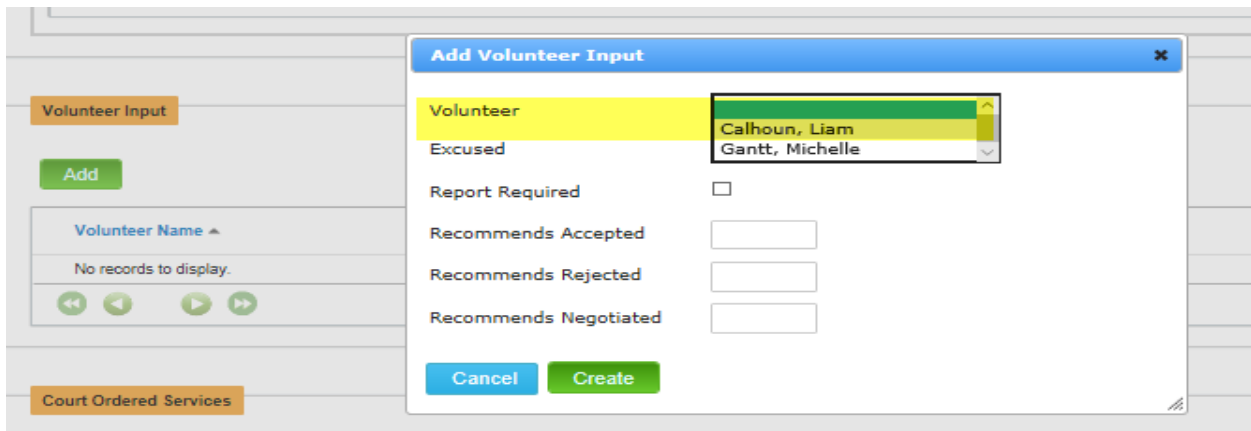 Add Volunteer Input
Volunteer Input
Volunteer
Calhoun, Liam
Excused
Gantt, Michelle
Add
Report Required
Volunteer Name
Recommends Accepted
No records to display.
Recommends Rejected
Recommends Negotiated
Cancel
Create
Court Ordered Services